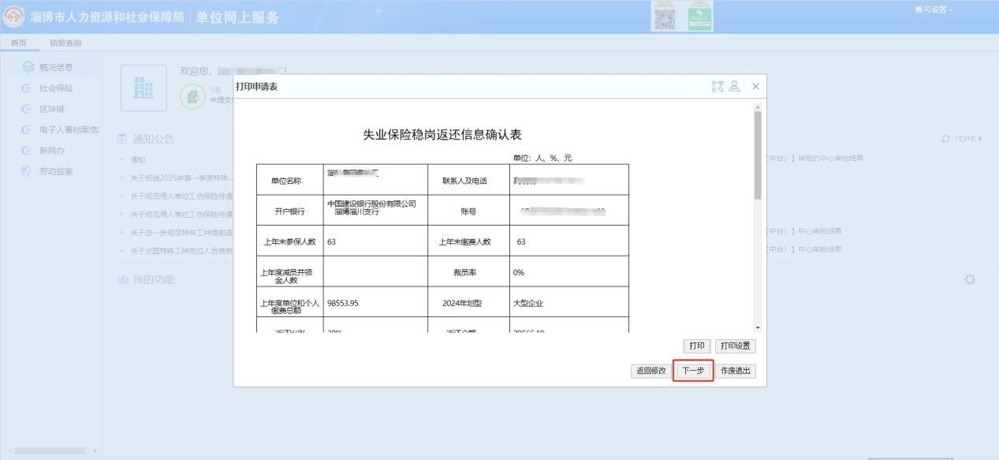 淄博市人力资源和社会保障局 | 单位网上服务
账号设置
首页 信息查询
概况信息
社会保险
区块链
电子人事档案信
新网办
劳动监察
欢迎您,
5条
未提交
通知公告
MORE
通知
关于报送2025年第一季度特殊...
关于规范用人单位工伤保险待遇
关于规范用人单位工伤保险待遇
关于进一步规范特殊工种提前退
关于全国特殊工种岗位人员信息
中台）】申报的中心审批结果
中台）】中心审批结果
中台）】中心审批结果
我的功能
打印申请表
失业保险稳岗返还信息确认表
单位：人、%、元
单位名称 联系人及电话
开户银行 中国建设银行股份有限公司淄博淄川支行 账号
上年末参保人数 63 上年末缴费人数 63
上年度减员并领金人数 裁员率 0%
上年度单位和个人缴费总额 98553.95 2024年划型 大型企业
打印 打印设置
返回修改 下一步 作废退出